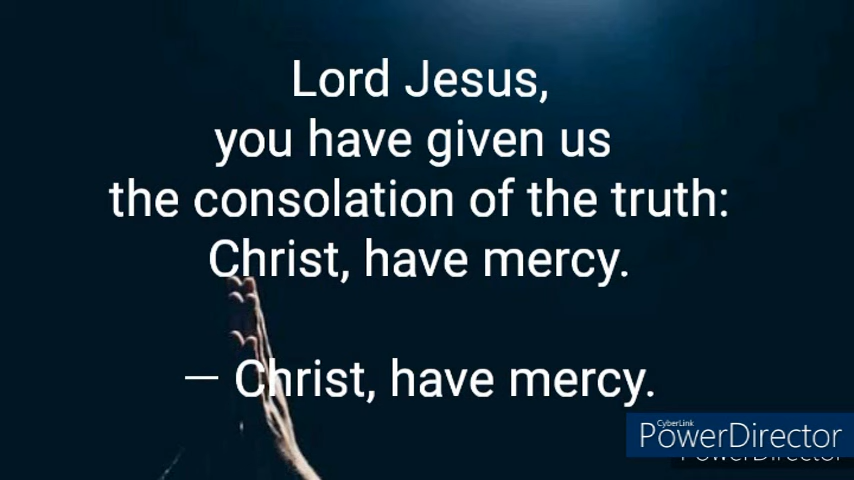 Lord Jesus,
you have given us
the consolation of the truth:
Christ, have mercy.
— Christ, have mercy.
CyberLink
PowerDirector
PowerDirector